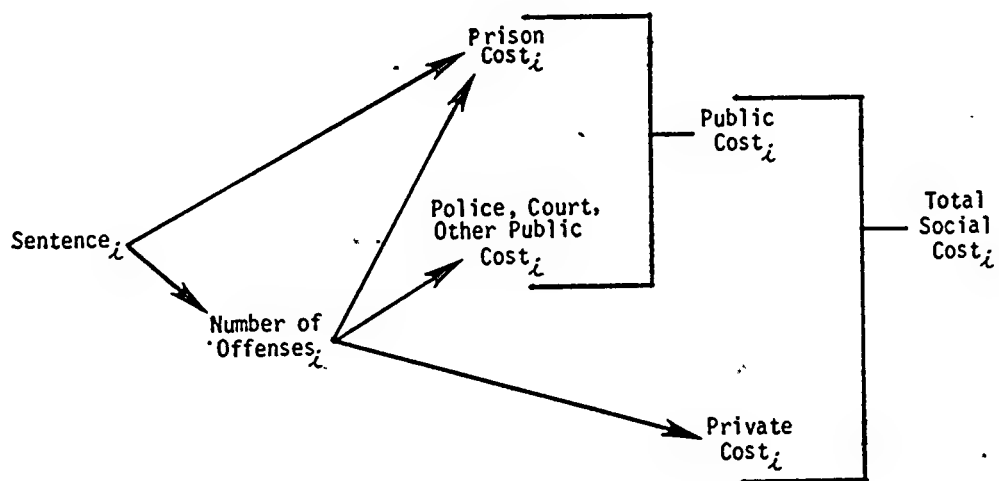 Prison
Cost_i
Public
Cost_i
Police, Court,
Other Public
Cost_i
Total
Social
Cost_i
Sentence_i
Number of
Offenses_i
Private
Cost_i